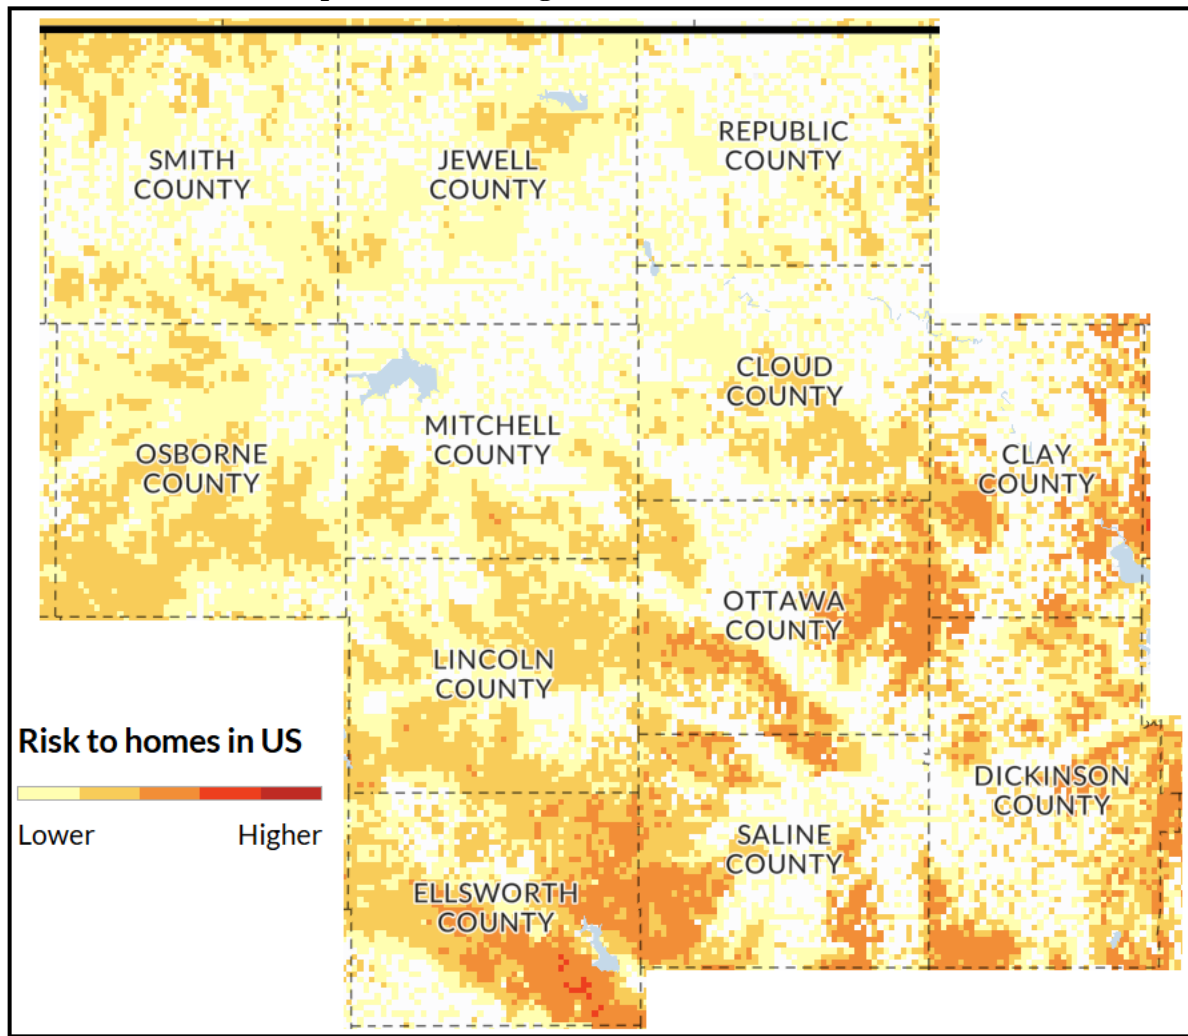 SMITH
COUNTY
JEWELL
COUNTY
REPUBLIC
COUNTY
OSBORNE
COUNTY
MITCHELL
COUNTY
CLOUD
COUNTY
CLAY
COUNTY
LINCOLN
COUNTY
OTTAWA
COUNTY
ELLSWORTH
COUNTY
SALINE
COUNTY
DICKINSON
COUNTY
Risk to homes in US
Lower Higher